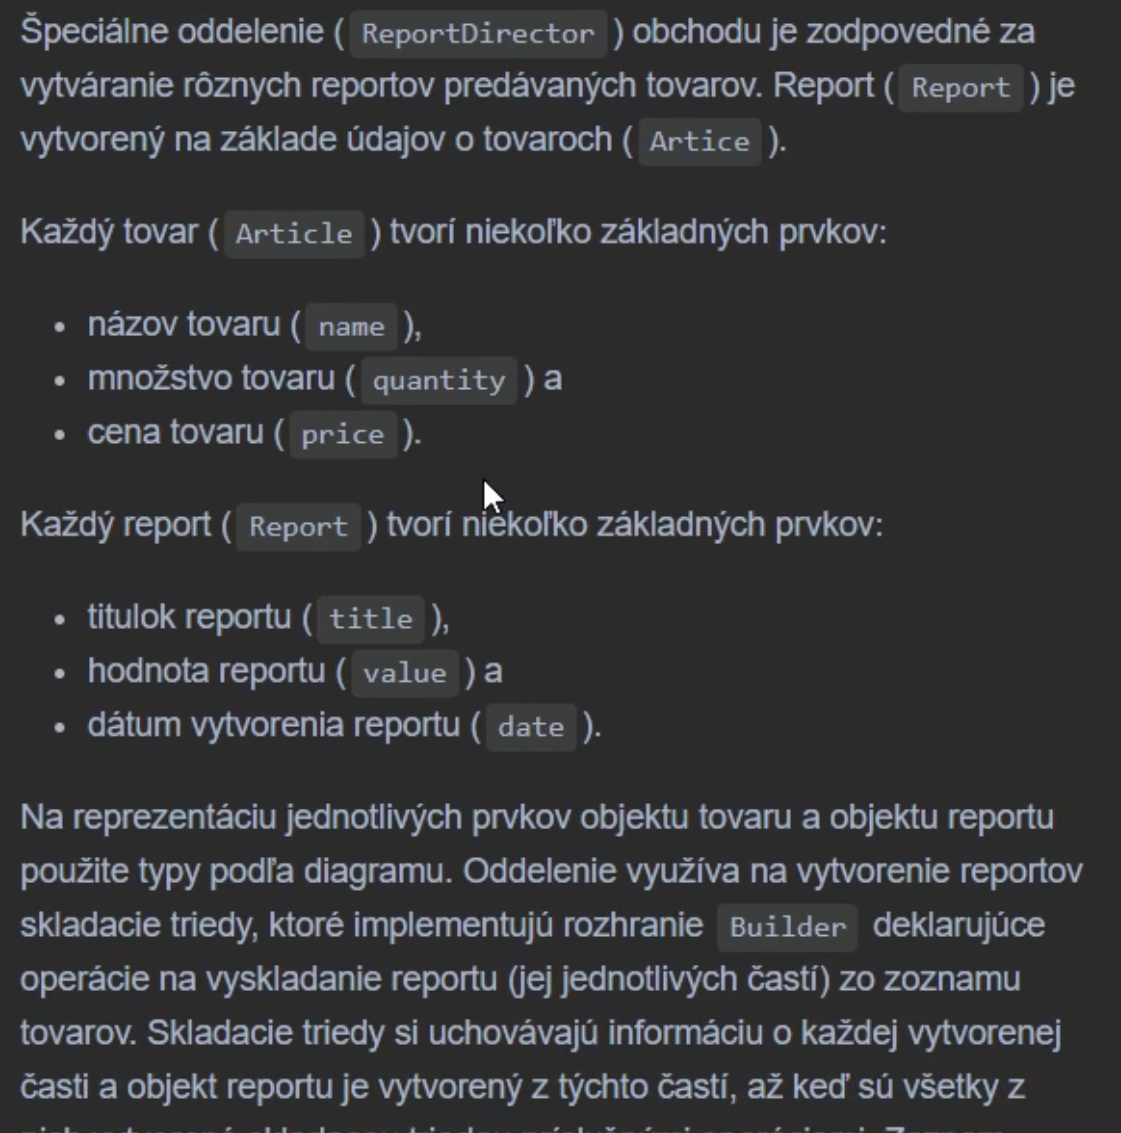 Špeciálne oddelenie ( ReportDirector ) obchodu je zodpovedné za
vytváranie rôznych reportov predávaných tovarov. Report ( Report ) je
vytvorený na základe údajov o tovaroch ( Artice ).
Každý tovar ( Article ) tvorí niekoľko základných prvkov:
• názov tovaru ( name ),
• množstvo tovaru ( quantity ) a
• cena tovaru ( price ).
Každý report ( Report ) tvorí niekoľko základných prvkov:
• titulok reportu ( title ),
• hodnota reportu ( value ) a
• dátum vytvorenia reportu ( date ).
Na reprezentáciu jednotlivých prvkov objektu tovaru a objektu reportu
použite typy podľa diagramu. Oddelenie využíva na vytvorenie reportov
skladacie triedy, ktoré implementujú rozhranie Builder deklarujúce
operácie na vyskladanie reportu (jej jednotlivých častí) zo zoznamu
tovarov. Skladacie triedy si uchovávajú informáciu o každej vytvorenej
časti a objekt reportu je vytvorený z týchto častí, až keď sú všetky z